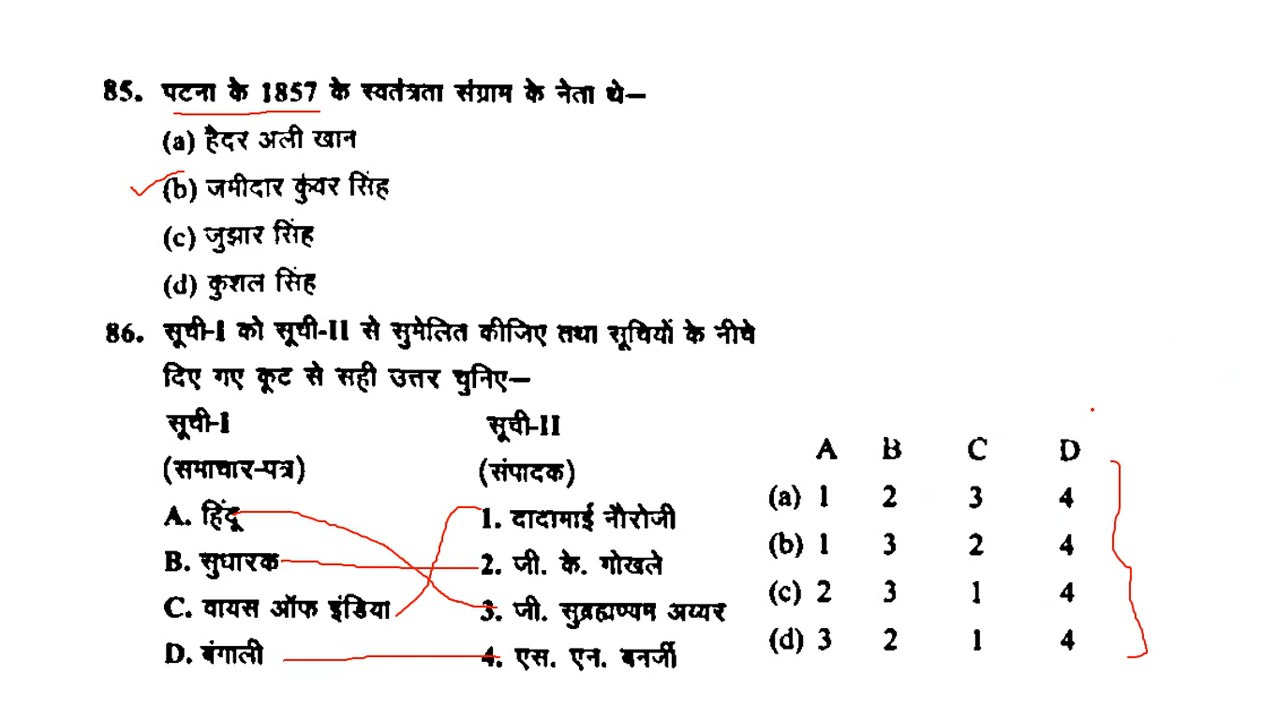 85. पटना के 1857 के स्वतंत्रता संग्राम के नेता थे–
(a) हैदर अली खान
(b) जमीदार कुंवर सिंह
(c) जुझार सिंह
(d) कुशल सिंह
86. सूची-I को सूची-II से सुमेलित कीजिए तथा सूचियों के नीचे
दिए गए कूट से सही उत्तर चुनिए–
सूची-I सूची-II
(समाचार-पत्र) (संपादक)
A. हिंदू 1. दादाभाई नौरोजी
B. सुधारक 2. जी. के. गोखले
C. वायस ऑफ इंडिया 3. जी. सुब्रह्मण्यम अय्यर
D. बंगाली 4. एस. एन. बनर्जी
A B C D
(a) 1 2 3 4
(b) 1 3 2 4
(c) 2 3 1 4
(d) 3 2 1 4